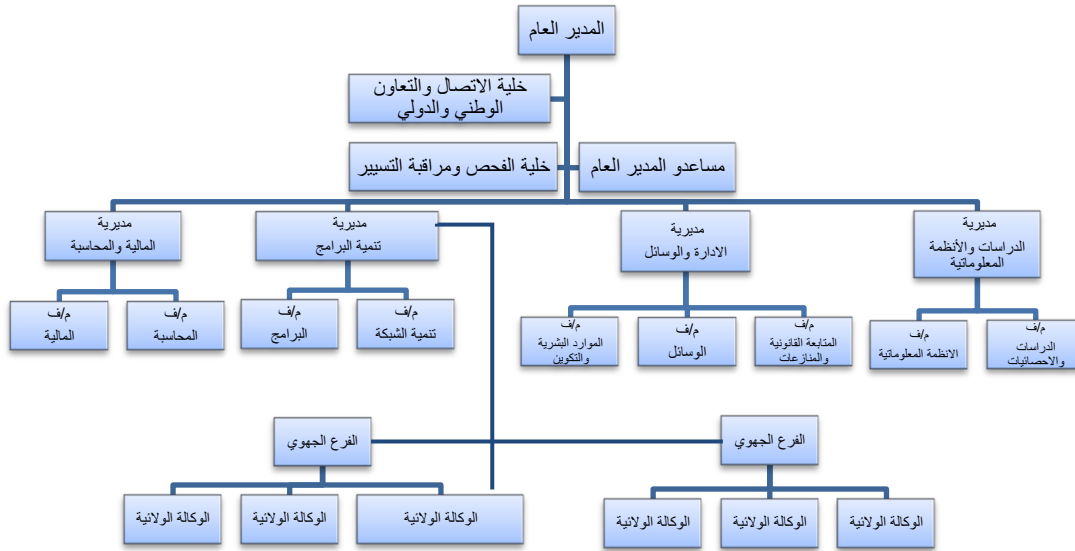 المدير العام
خلية الاتصال والتعاون
الوطني والدولي
مساعدو المدير العام
خلية الفحص ومراقبة التسيير
مديرية
الدراسات والأنظمة
المعلوماتية
مديرية
الادارة والوسائل
مديرية
تنمية البرامج
مديرية
المالية والمحاسبة
م/ف
الدراسات
والاحصائيات
م/ف
الانظمة المعلوماتية
م/ف
المتابعة القانونية
والمنازعات
م/ف
الوسائل
م/ف
الموارد البشرية
والتكوين
م/ف
تنمية الشبكة
م/ف
البرامج
م/ف
المحاسبة
م/ف
المالية
الفرع الجهوي
الفرع الجهوي
الوكالة الولائية
الوكالة الولائية
الوكالة الولائية
الوكالة الولائية
الوكالة الولائية
الوكالة الولائية